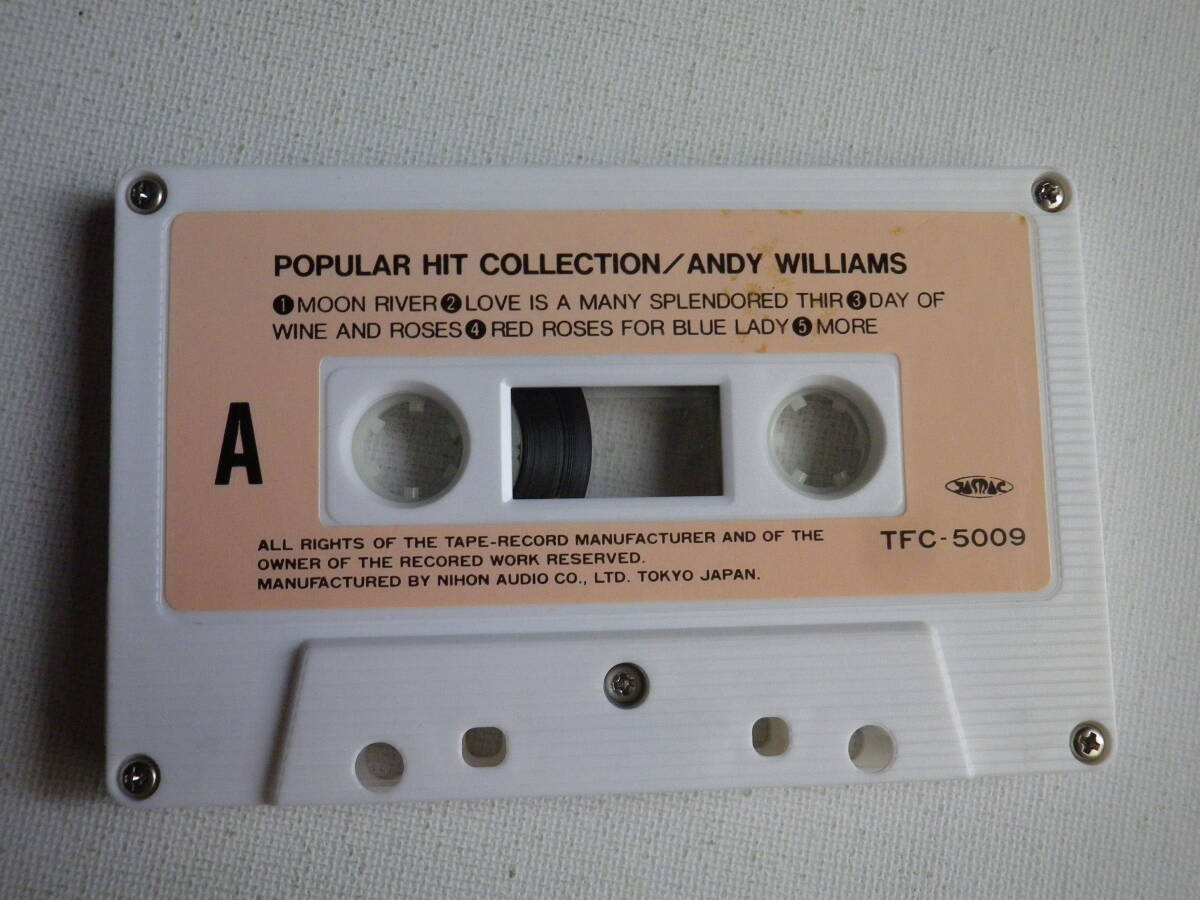 POPULAR HIT COLLECTION/ANDY WILLIAMS
❶MOON RIVER❷LOVE IS A MANY SPLENDORED THIR❸DAY OF
WINE AND ROSES❹RED ROSES FOR BLUE LADY❺MORE
A
JASRAC
TFC-5009
ALL RIGHTS OF THE TAPE-RECORD MANUFACTURER AND OF THE
OWNER OF THE RECORED WORK RESERVED.
MANUFACTURED BY NIHON AUDIO CO., LTD. TOKYO JAPAN.